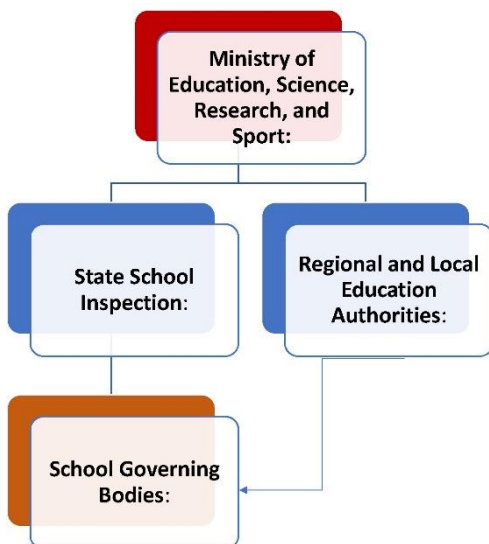 Ministry of
Education, Science,
Research, and
Sport:
State School
Inspection:
Regional and Local
Education
Authorities:
School Governing
Bodies: